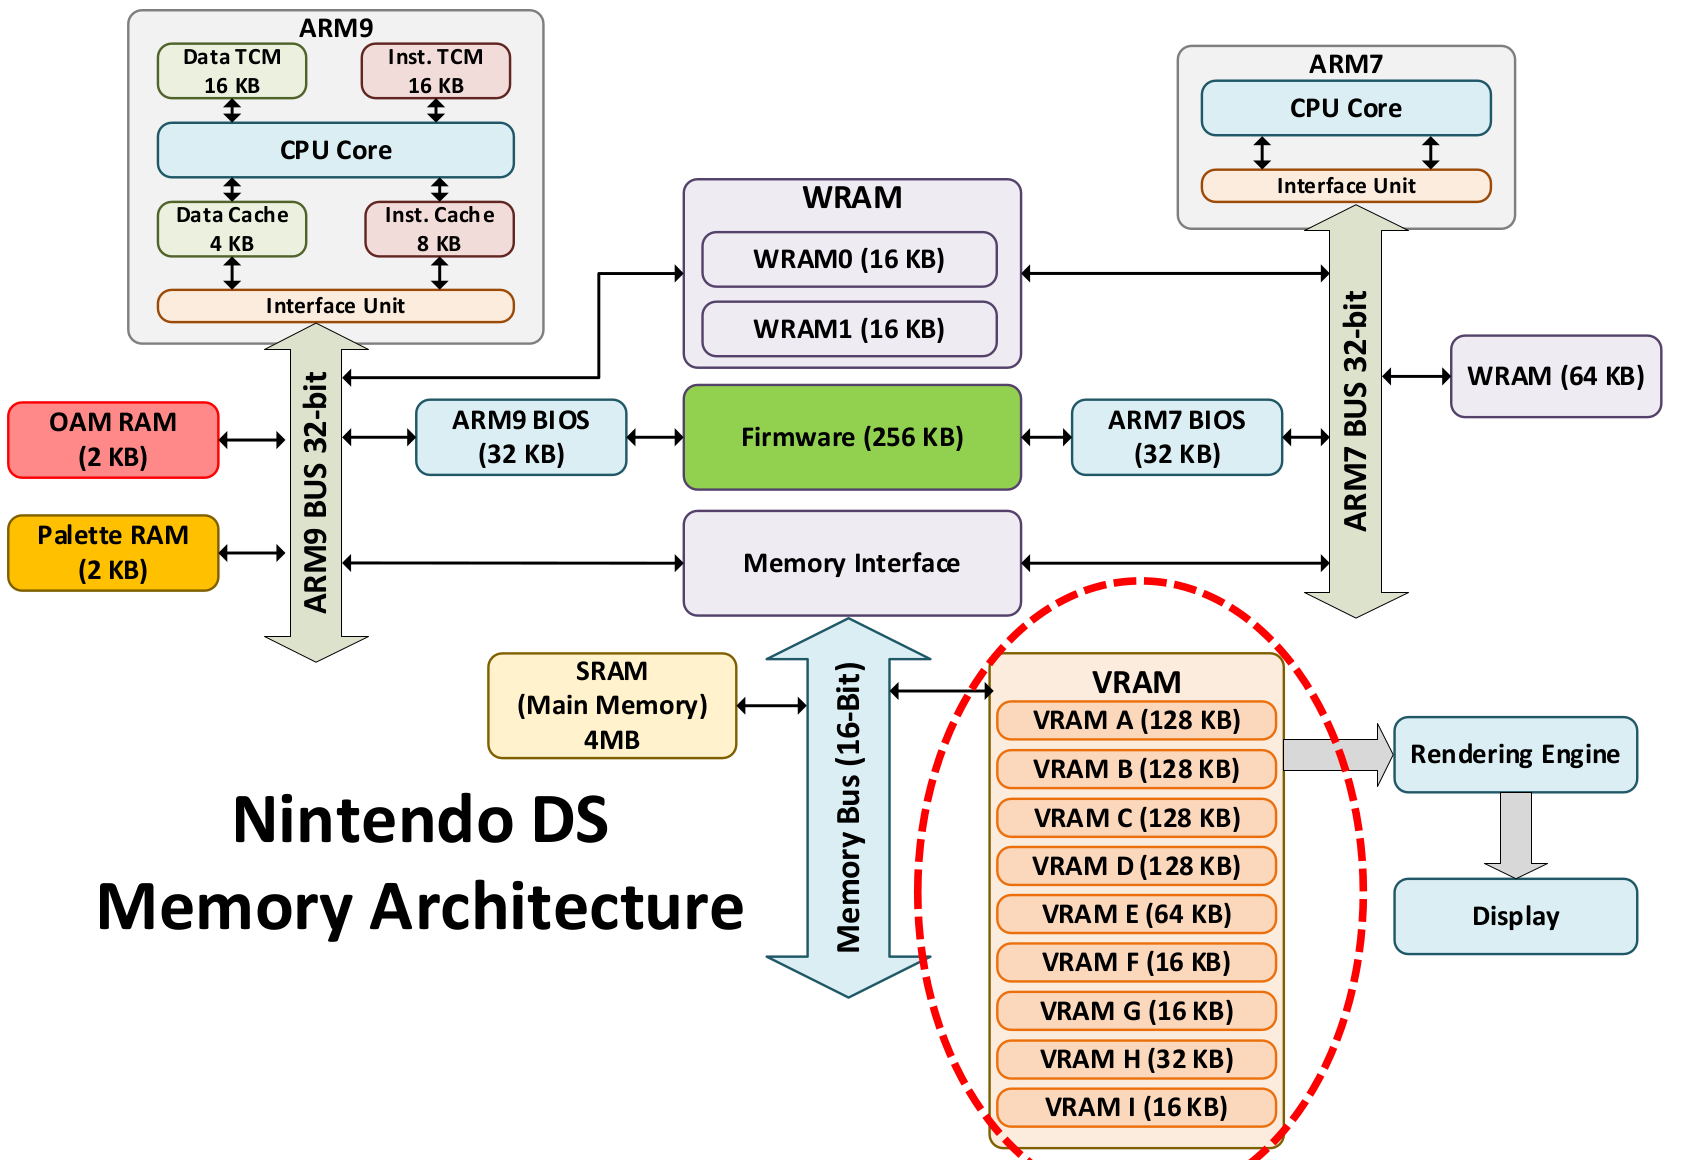 ARM9
Data TCM
16 KB
Inst. TCM
16 KB
CPU Core
Data Cache
4 KB
Inst. Cache
8 KB
Interface Unit
ARM7
CPU Core
Interface Unit
WRAM
WRAM0 (16 KB)
WRAM1 (16 KB)
ARM9 BUS 32-bit
ARM7 BUS 32-bit
WRAM (64 KB)
OAM RAM
(2 KB)
ARM9 BIOS
(32 KB)
Firmware (256 KB)
ARM7 BIOS
(32 KB)
Palette RAM
(2 KB)
Memory Interface
SRAM
(Main Memory)
4MB
Memory Bus (16-Bit)
VRAM
VRAM A (128 KB)
VRAM B (128 KB)
VRAM C (128 KB)
VRAM D (128 KB)
VRAM E (64 KB)
VRAM F (16 KB)
VRAM G (16 KB)
VRAM H (32 KB)
VRAM I (16 KB)
Rendering Engine
Display
Nintendo DS
Memory Architecture